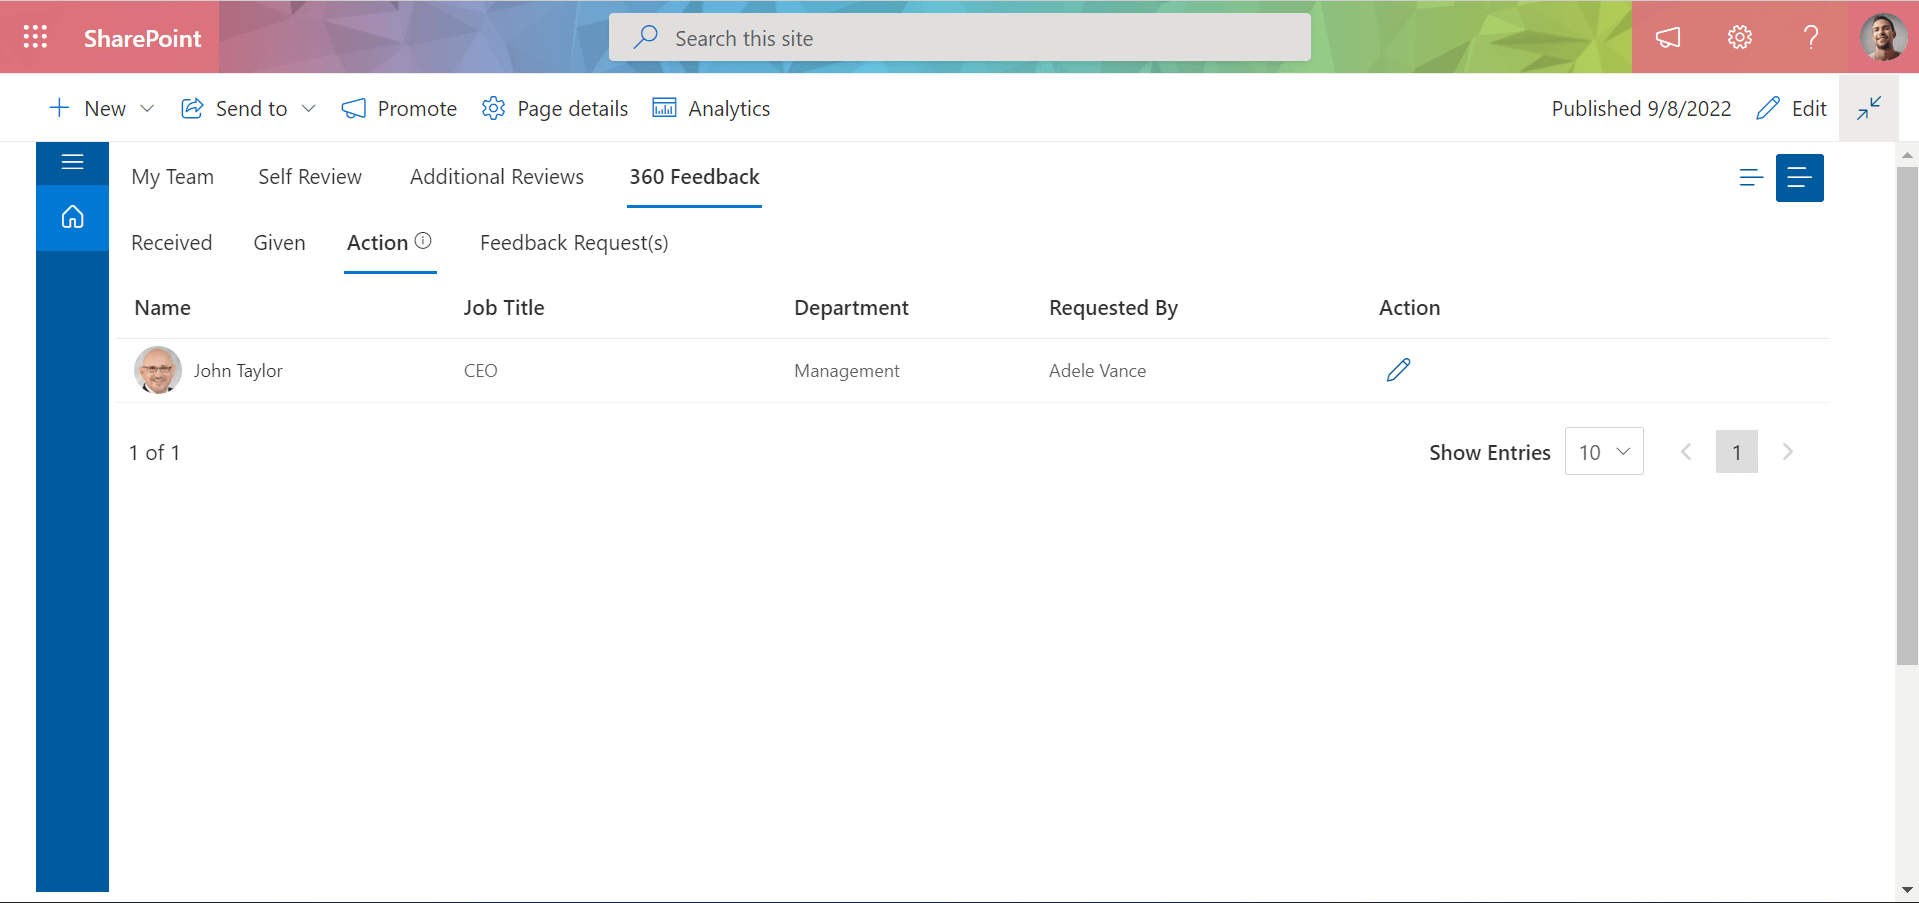 SharePoint
Search this site
New
Send to
Promote
Page details
Analytics
Published 9/8/2022
Edit
My Team
Self Review
Additional Reviews
360 Feedback
Received
Given
Action
Feedback Request(s)
Name Job Title Department Requested By Action
John Taylor CEO Management Adele Vance
1 of 1
Show Entries 10 1